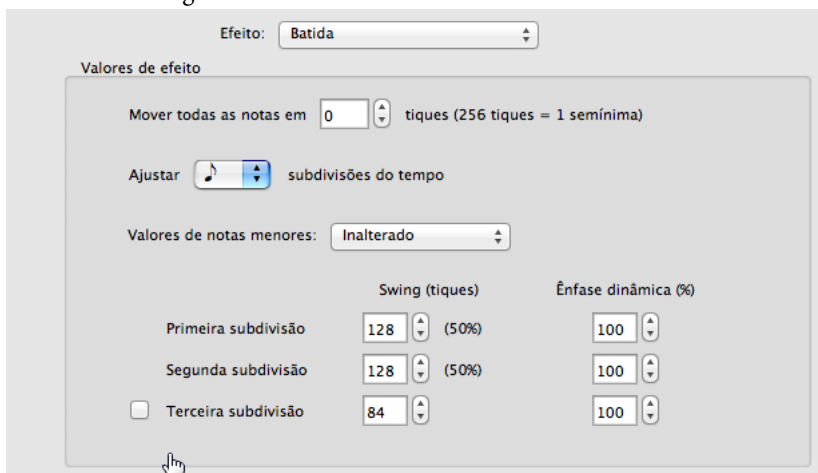 Efeito: Batida
Valores de efeito
Mover todas as notas em 0 tiques (256 tiques = 1 semínima)
Ajustar ♪ subdivisões do tempo
Valores de notas menores: Inalterado
Swing (tiques) Ênfase dinâmica (%)
Primeira subdivisão 128 (50%) 100
Segunda subdivisão 128 (50%) 100
Terceira subdivisão 84 100